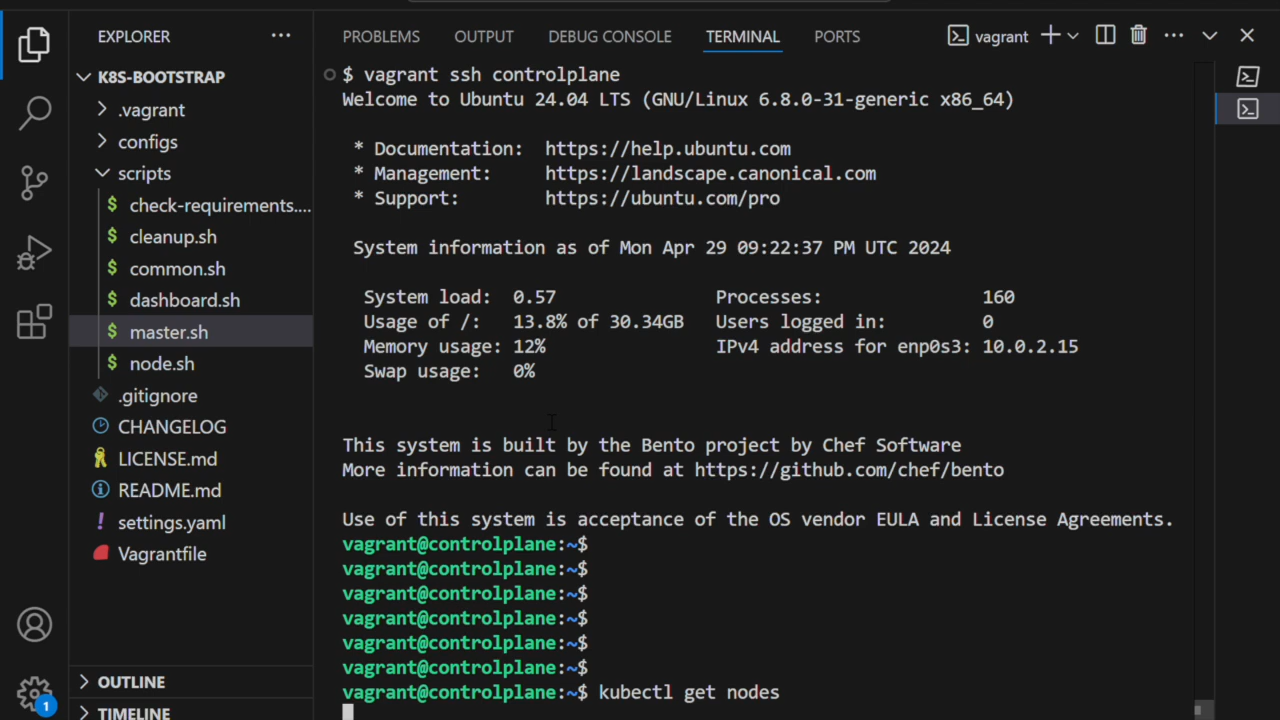 EXPLORER
K8S-BOOTSTRAP
.vagrant
configs
scripts
$ check-requirements....
$ cleanup.sh
$ common.sh
$ dashboard.sh
$ master.sh
$ node.sh
.gitignore
CHANGELOG
LICENSE.md
README.md
! settings.yaml
Vagrantfile
OUTLINE
TIMELINE
1
PROBLEMS OUTPUT DEBUG CONSOLE TERMINAL PORTS vagrant
$ vagrant ssh controlplane
Welcome to Ubuntu 24.04 LTS (GNU/Linux 6.8.0-31-generic x86_64)
* Documentation: https://help.ubuntu.com
* Management: https://landscape.canonical.com
* Support: https://ubuntu.com/pro
System information as of Mon Apr 29 09:22:37 PM UTC 2024
System load: 0.57 Processes: 160
Usage of /: 13.8% of 30.34GB Users logged in: 0
Memory usage: 12% IPv4 address for enp0s3: 10.0.2.15
Swap usage: 0%
This system is built by the Bento project by Chef Software
More information can be found at https://github.com/chef/bento
Use of this system is acceptance of the OS vendor EULA and License Agreements.
vagrant@controlplane:~$
vagrant@controlplane:~$
vagrant@controlplane:~$
vagrant@controlplane:~$
vagrant@controlplane:~$
vagrant@controlplane:~$
vagrant@controlplane:~$ kubectl get nodes